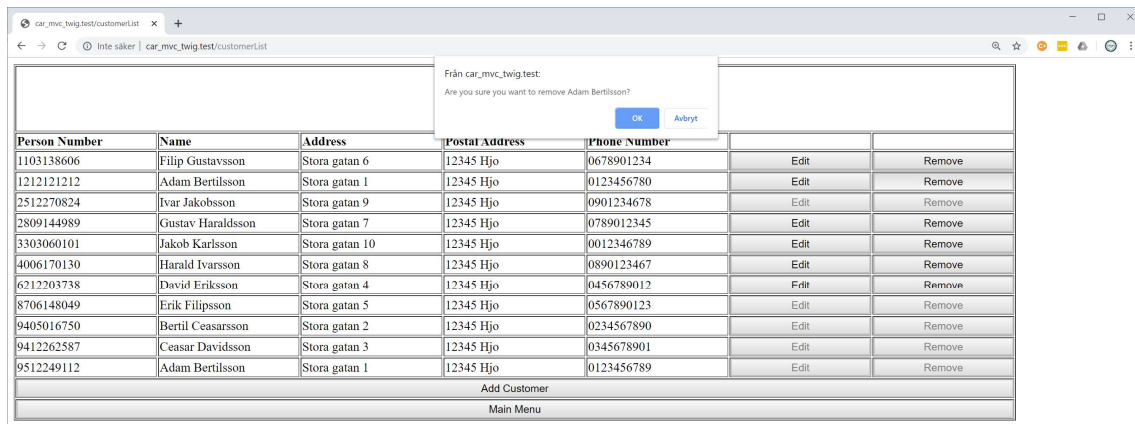 car_mvc_twig.test/customerList
Inte säker | car_mvc_twig.test/customerList
Från car_mvc_twig.test:
Are you sure you want to remove Adam Bertilsson?
OK Avbryt
Person Number Name Address Postal Address Phone Number
1103138606 Filip Gustavsson Stora gatan 6 12345 Hjo 0678901234 Edit Remove
1212121212 Adam Bertilsson Stora gatan 1 12345 Hjo 0123456780 Edit Remove
2512270824 Ivar Jakobsson Stora gatan 9 12345 Hjo 0901234678 Edit Remove
2809144989 Gustav Haraldsson Stora gatan 7 12345 Hjo 0789012345 Edit Remove
3303060101 Jakob Karlsson Stora gatan 10 12345 Hjo 0012346789 Edit Remove
4006170130 Harald Ivarsson Stora gatan 8 12345 Hjo 0890123467 Edit Remove
6212203738 David Eriksson Stora gatan 4 12345 Hjo 0456789012 Edit Remove
8706148049 Erik Filipsson Stora gatan 5 12345 Hjo 0567890123 Edit Remove
9405016750 Bertil Ceasarsson Stora gatan 2 12345 Hjo 0234567890 Edit Remove
9412262587 Ceasar Davidsson Stora gatan 3 12345 Hjo 0345678901 Edit Remove
9512249112 Adam Bertilsson Stora gatan 1 12345 Hjo 0123456789 Edit Remove
Add Customer
Main Menu